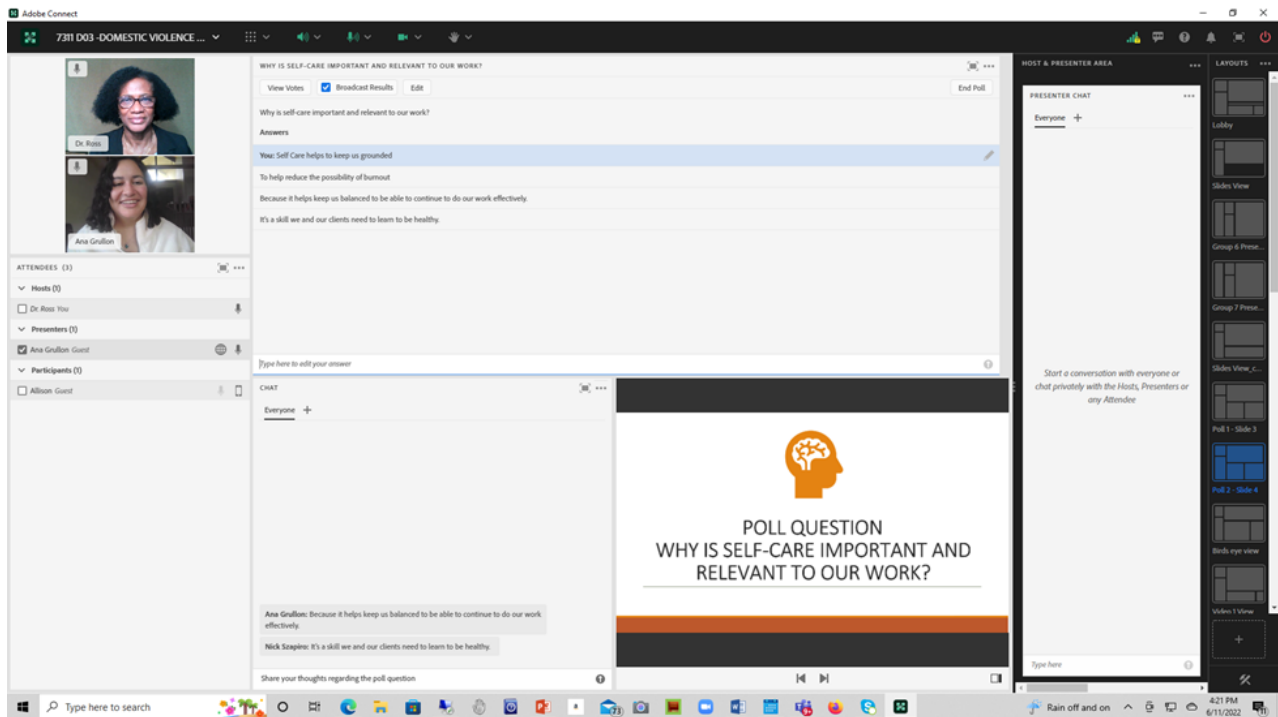 Adobe Connect
7311 D03 -DOMESTIC VIOLENCE ...
Dr. Ross
Ana Grullon
ATTENDEES (3)
Hosts (1)
Dr. Ross You
Presenters (1)
Ana Grullon Guest
Participants (1)
Allison Guest
WHY IS SELF-CARE IMPORTANT AND RELEVANT TO OUR WORK?
View Votes
Broadcast Results
Edit
End Poll
Why is self-care important and relevant to our work?
Answers
You: Self Care helps to keep us grounded
To help reduce the possibility of burnout
Because it helps keep us balanced to be able to continue to do our work effectively.
It's a skill we and our clients need to learn to be healthy.
Type here to edit your answer
CHAT
Everyone
Ana Grullon: Because it helps keep us balanced to be able to continue to do our work
effectively.
Nick Szapiro: It's a skill we and our clients need to learn to be healthy.
Share your thoughts regarding the poll question
POLL QUESTION
WHY IS SELF-CARE IMPORTANT AND
RELEVANT TO OUR WORK?
HOST & PRESENTER AREA
PRESENTER CHAT
Everyone
Start a conversation with everyone or
chat privately with the Hosts, Presenters or
any Attendee
Type here
LAYOUTS
Lobby
Slides View
Group 6 Prese...
Group 7 Prese...
Slides View_c...
Poll 1 - Slide 3
Poll 2 - Slide 4
Birds eye view
Video 1 View
Type here to search
Rain off and on
4:21 PM
6/11/2022